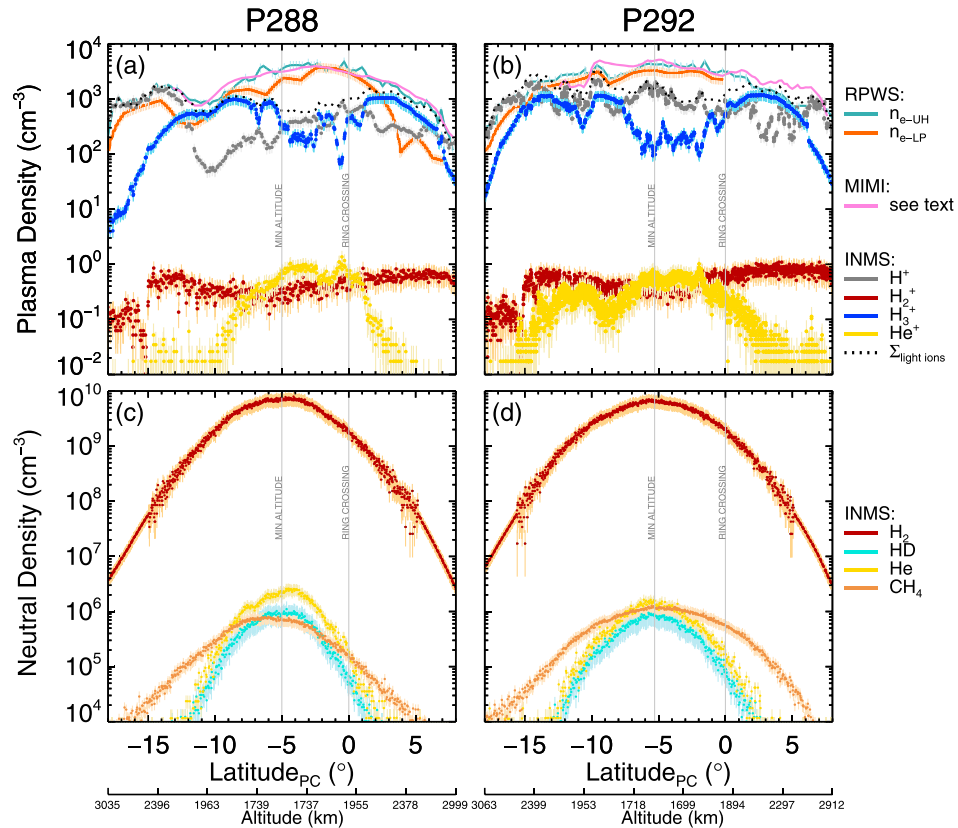 P288 P292
(a) (b)
10⁴
10³
10²
10¹
10⁰
10⁻¹
10⁻²
Plasma Density (cm⁻³)
MIN ALTITUDE
RING CROSSING
MIN ALTITUDE
RING CROSSING
RPWS:
nₑ₋UH
nₑ₋LP
MIMI:
see text
INMS:
H⁺
H₂⁺
H₃⁺
He⁺
Σlight ions
(c) (d)
10¹⁰
10⁹
10⁸
10⁷
10⁶
10⁵
10⁴
Neutral Density (cm⁻³)
MIN ALTITUDE
RING CROSSING
MIN ALTITUDE
RING CROSSING
INMS:
H₂
HD
He
CH₄
−15 −10 −5 0 5 −15 −10 −5 0 5
Latitude_PC (°) Latitude_PC (°)
3035 2396 1963 1739 1737 1955 2378 2999 3063 2399 1953 1718 1699 1894 2297 2912
Altitude (km) Altitude (km)